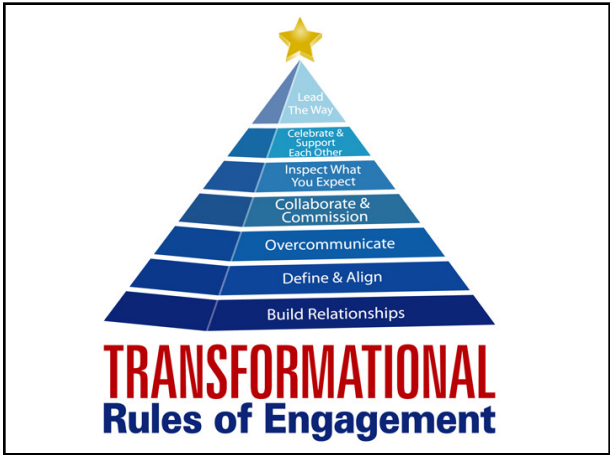 Lead
The Way
Celebrate &
Support
Each Other
Inspect What
You Expect
Collaborate &
Commission
Overcommunicate
Define & Align
Build Relationships
TRANSFORMATIONAL
Rules of Engagement